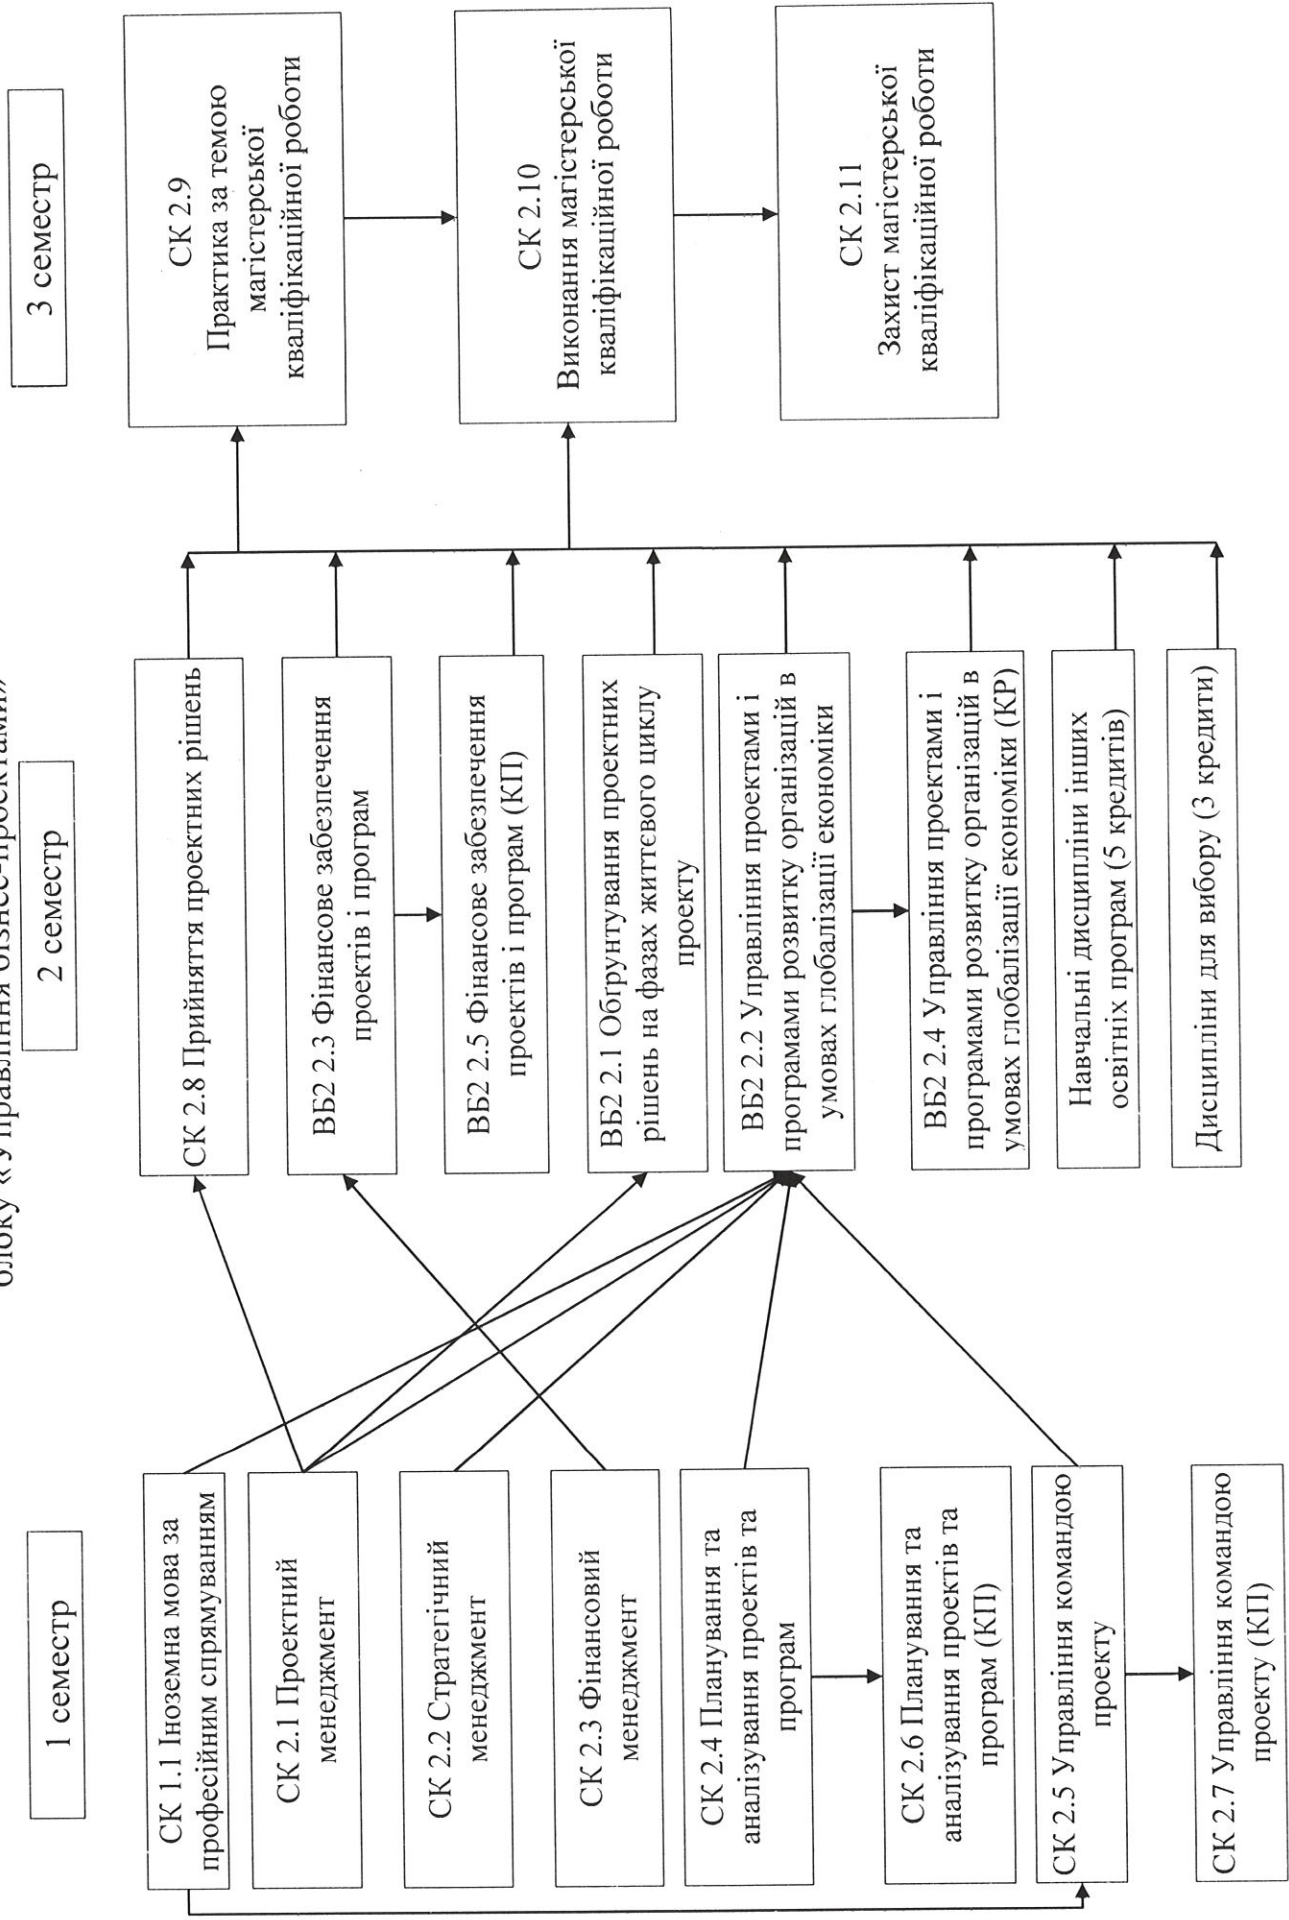 блоку «Управління бізнес-проектами»
1 семестр
СК 1.1 Іноземна мова за
професійним спрямуванням
СК 2.1 Проектний
менеджмент
СК 2.2 Стратегічний
менеджмент
СК 2.3 Фінансовий
менеджмент
СК 2.4 Планування та
аналізування проектів та
програм
СК 2.6 Планування та
аналізування проектів та
програм (КП)
СК 2.5 Управління командою
проекту
СК 2.7 Управління командою
проекту (КП)
2 семестр
СК 2.8 Прийняття проектних рішень
ВБ2 2.3 Фінансове забезпечення
проектів і програм
ВБ2 2.5 Фінансове забезпечення
проектів і програм (КП)
ВБ2 2.1 Обґрунтування проектних
рішень на фазах життєвого циклу
проекту
ВБ2 2.2 Управління проектами і
програмами розвитку організацій в
умовах глобалізації економіки
ВБ2 2.4 Управління проектами і
програмами розвитку організацій в
умовах глобалізації економіки (КР)
Навчальні дисципліни інших
освітніх програм (5 кредитів)
Дисципліни для вибору (3 кредити)
3 семестр
СК 2.9
Практика за темою
магістерської
кваліфікаційної роботи
СК 2.10
Виконання магістерської
кваліфікаційної роботи
СК 2.11
Захист магістерської
кваліфікаційної роботи